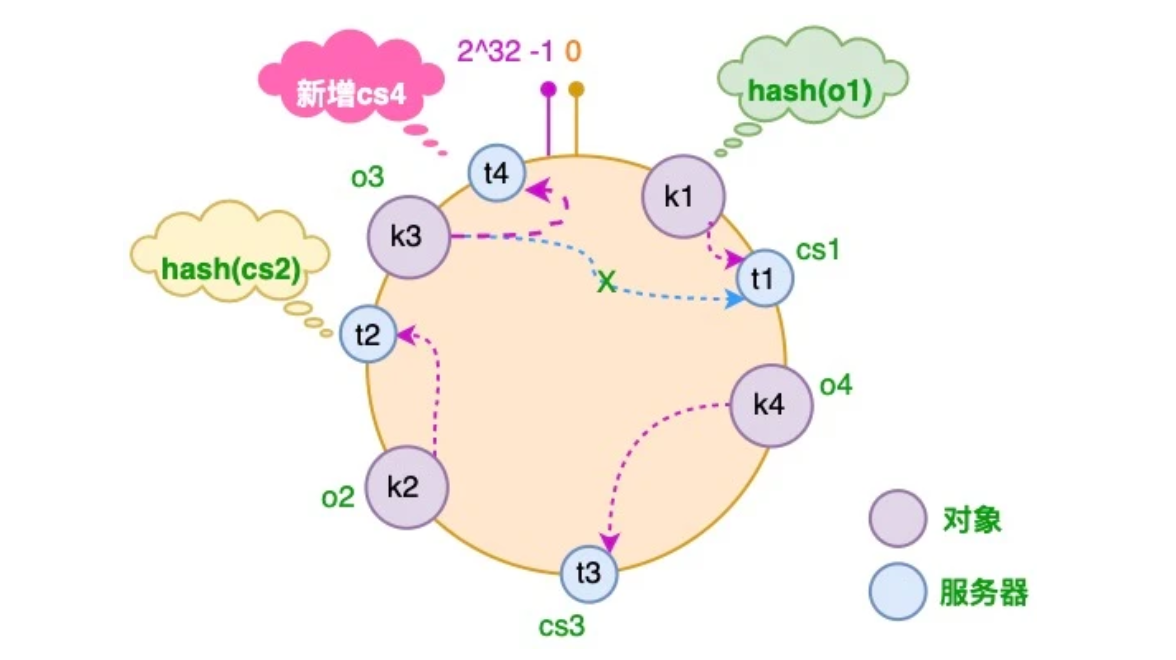 2^32 -1 0
新增cs4
hash(o1)
t4
o3
k1
k3
cs1
hash(cs2)
t1
X
t2
o4
k4
k2
o2
对象
t3
服务器
cs3